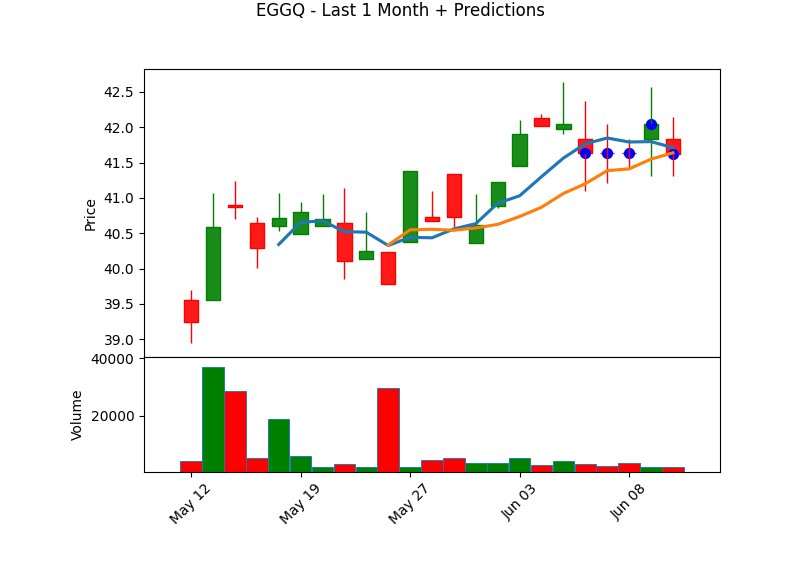 EGGQ - Last 1 Month + Predictions
42.5
42.0
41.5
41.0
40.5
40.0
39.5
39.0
Price
40000
20000
Volume
May 12
May 19
May 27
Jun 03
Jun 08